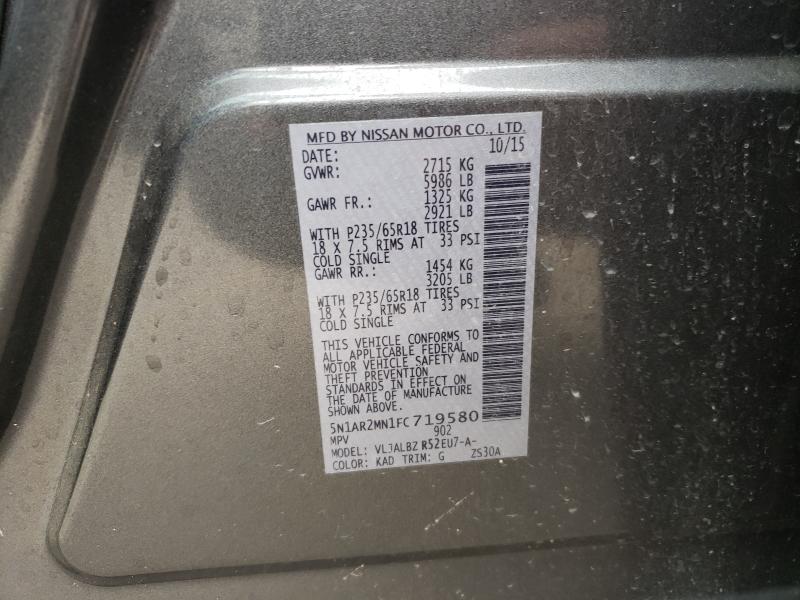 MFD BY NISSAN MOTOR CO., LTD.
DATE: 10/15
GVWR: 2715 KG
5986 LB
GAWR FR.: 1325 KG
2921 LB
WITH P235/65R18 TIRES
18 X 7.5 RIMS AT 33 PSI
COLD SINGLE
GAWR RR.: 1454 KG
3205 LB
WITH P235/65R18 TIRES
18 X 7.5 RIMS AT 33 PSI
COLD SINGLE
THIS VEHICLE CONFORMS TO
ALL APPLICABLE FEDERAL
MOTOR VEHICLE SAFETY AND
THEFT PREVENTION
STANDARDS IN EFFECT ON
THE DATE OF MANUFACTURE
SHOWN ABOVE.
5N1AR2MN1FC719580
MPV 902
MODEL: R52EU7-A-
COLOR: KAD TRIM: G ZS30A